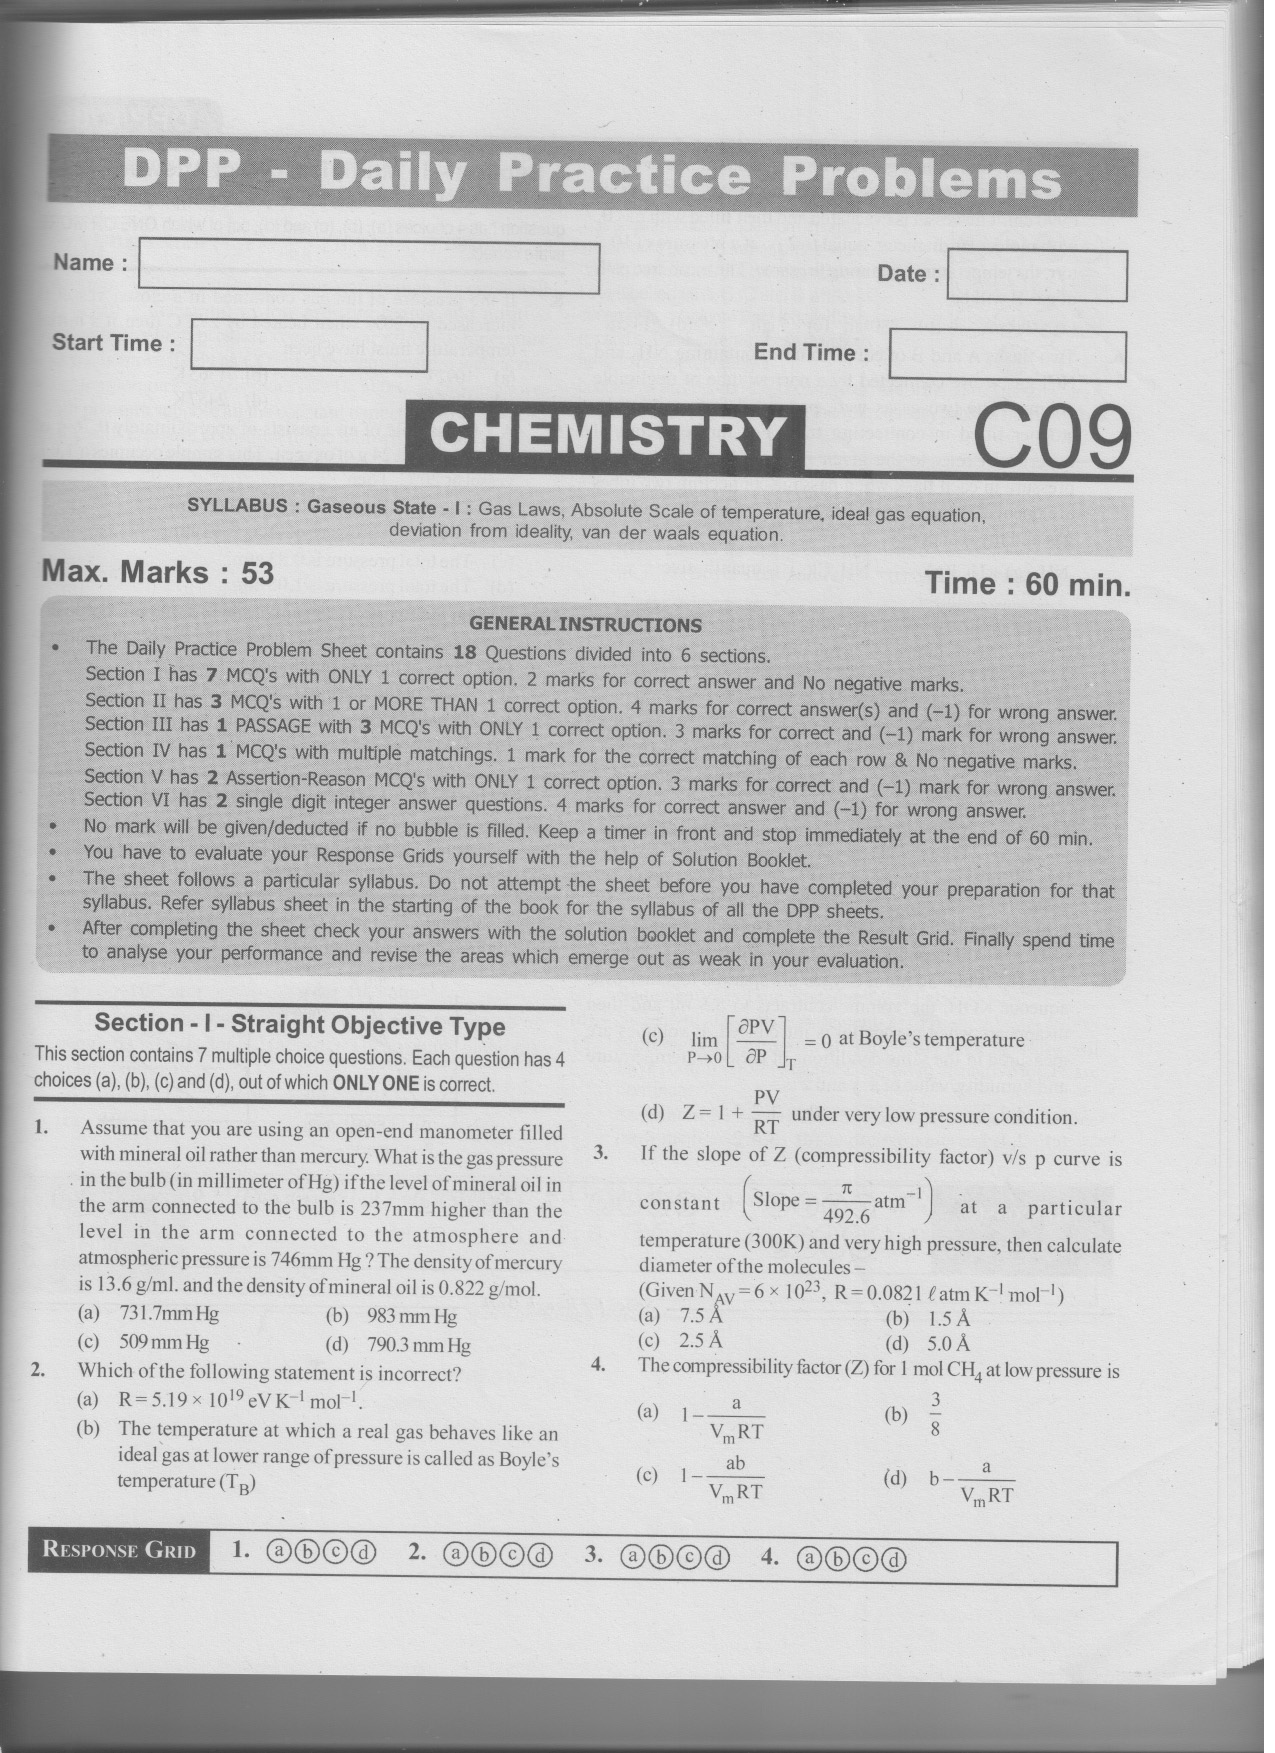 DPP - Daily Practice Problems
Name :
Date :
Start Time :
End Time :
CHEMISTRY
C09
SYLLABUS : Gaseous State - I : Gas Laws, Absolute Scale of temperature, ideal gas equation,
deviation from ideality, van der waals equation.
Max. Marks : 53
Time : 60 min.
GENERAL INSTRUCTIONS
• The Daily Practice Problem Sheet contains 18 Questions divided into 6 sections.
Section I has 7 MCQ's with ONLY 1 correct option. 2 marks for correct answer and No negative marks.
Section II has 3 MCQ's with 1 or MORE THAN 1 correct option. 4 marks for correct answer(s) and (–1) for wrong answer.
Section III has 1 PASSAGE with 3 MCQ's with ONLY 1 correct option. 3 marks for correct and (–1) mark for wrong answer.
Section IV has 1 MCQ's with multiple matchings. 1 mark for the correct matching of each row & No negative marks.
Section V has 2 Assertion-Reason MCQ's with ONLY 1 correct option. 3 marks for correct and (–1) mark for wrong answer.
Section VI has 2 single digit integer answer questions. 4 marks for correct answer and (–1) for wrong answer.
• No mark will be given/deducted if no bubble is filled. Keep a timer in front and stop immediately at the end of 60 min.
• You have to evaluate your Response Grids yourself with the help of Solution Booklet.
• The sheet follows a particular syllabus. Do not attempt the sheet before you have completed your preparation for that
syllabus. Refer syllabus sheet in the starting of the book for the syllabus of all the DPP sheets.
• After completing the sheet check your answers with the solution booklet and complete the Result Grid. Finally spend time
to analyse your performance and revise the areas which emerge out as weak in your evaluation.
Section - I - Straight Objective Type
This section contains 7 multiple choice questions. Each question has 4
choices (a), (b), (c) and (d), out of which ONLY ONE is correct.
1. Assume that you are using an open-end manometer filled
with mineral oil rather than mercury. What is the gas pressure
in the bulb (in millimeter of Hg) if the level of mineral oil in
the arm connected to the bulb is 237mm higher than the
level in the arm connected to the atmosphere and
atmospheric pressure is 746mm Hg ? The density of mercury
is 13.6 g/ml. and the density of mineral oil is 0.822 g/mol.
(a) 731.7mm Hg (b) 983 mm Hg
(c) 509 mm Hg (d) 790.3 mm Hg
2. Which of the following statement is incorrect?
(a) R = 5.19 × 10¹⁹ eV K⁻¹ mol⁻¹.
(b) The temperature at which a real gas behaves like an
ideal gas at lower range of pressure is called as Boyle's
temperature (T_B)
(c) lim_{P→0} [∂PV/∂P]_T = 0 at Boyle's temperature
(d) Z = 1 + PV/RT under very low pressure condition.
3. If the slope of Z (compressibility factor) v/s p curve is
constant (Slope = π/492.6 atm⁻¹) at a particular
temperature (300K) and very high pressure, then calculate
diameter of the molecules –
(Given N_AV = 6 × 10²³, R = 0.0821 ℓ atm K⁻¹ mol⁻¹)
(a) 7.5 Å (b) 1.5 Å
(c) 2.5 Å (d) 5.0 Å
4. The compressibility factor (Z) for 1 mol CH₄ at low pressure is
(a) 1 – a/V_mRT (b) 3/8
(c) 1 – ab/V_mRT (d) b – a/V_mRT
RESPONSE GRID 1. ⓐⓑⓒⓓ 2. ⓐⓑⓒⓓ 3. ⓐⓑⓒⓓ 4. ⓐⓑⓒⓓ